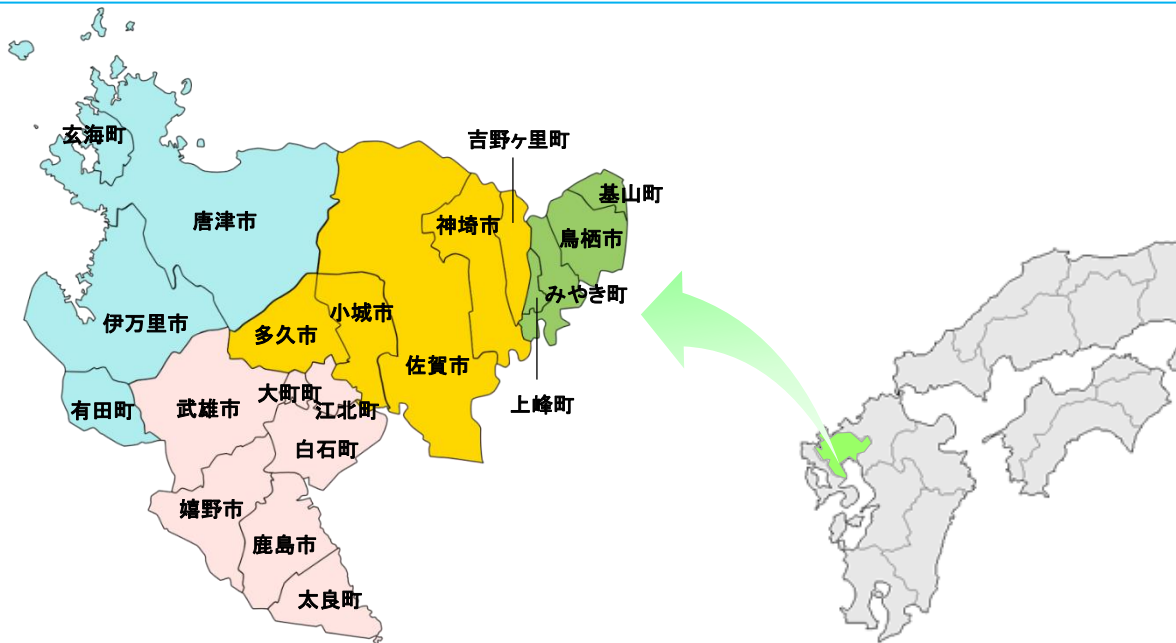 玄海町
吉野ヶ里町
基山町
唐津市
神埼市
鳥栖市
みやき町
伊万里市
小城市
多久市
佐賀市
上峰町
大町町
有田町
武雄市
江北町
白石町
嬉野市
鹿島市
太良町